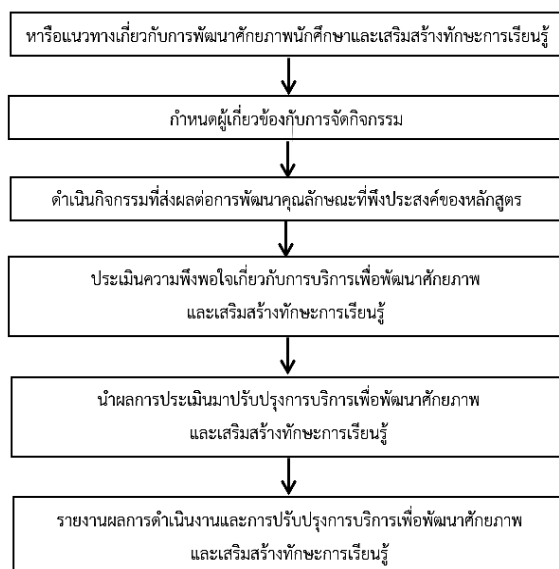 หารือแนวทางเกี่ยวกับการพัฒนาศักยภาพนักศึกษาและเสริมสร้างทักษะการเรียนรู้
กำหนดผู้เกี่ยวข้องกับการจัดกิจกรรม
ดำเนินกิจกรรมที่ส่งผลต่อการพัฒนาคุณลักษณะที่พึงประสงค์ของหลักสูตร
ประเมินความพึงพอใจเกี่ยวกับการบริการเพื่อพัฒนาศักยภาพ
และเสริมสร้างทักษะการเรียนรู้
นำผลการประเมินมาปรับปรุงการบริการเพื่อพัฒนาศักยภาพ
และเสริมสร้างทักษะการเรียนรู้
รายงานผลการดำเนินงานและการปรับปรุงการบริการเพื่อพัฒนาศักยภาพ
และเสริมสร้างทักษะการเรียนรู้